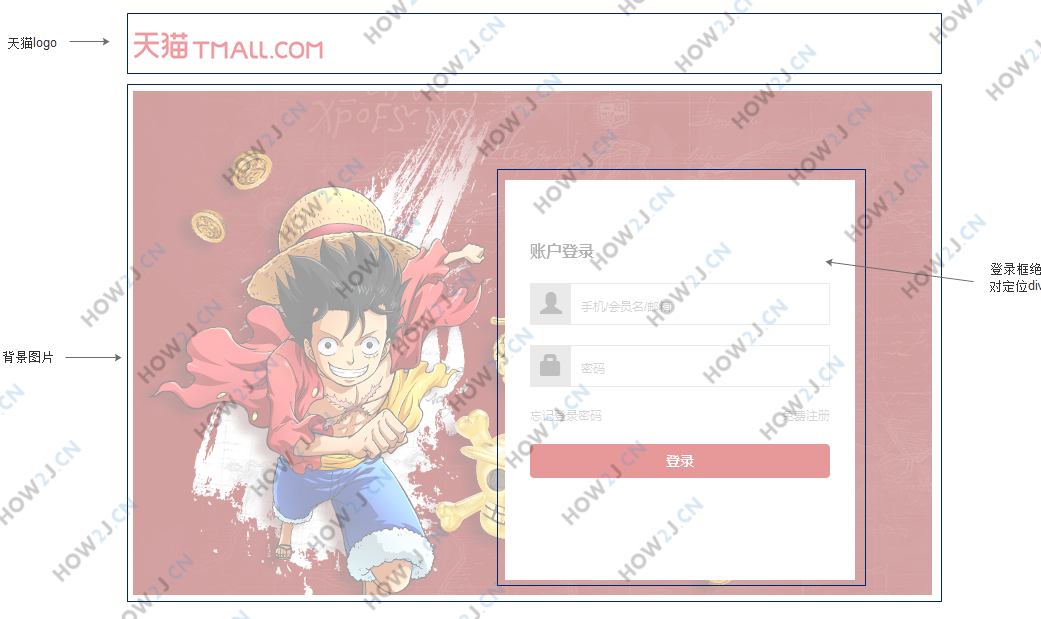 天猫logo
天猫 TMALL.COM
账户登录
手机/会员名/邮箱
密码
忘记登录密码
免费注册
登录
登录框绝
对定位div
背景图片
HOW2J.CN